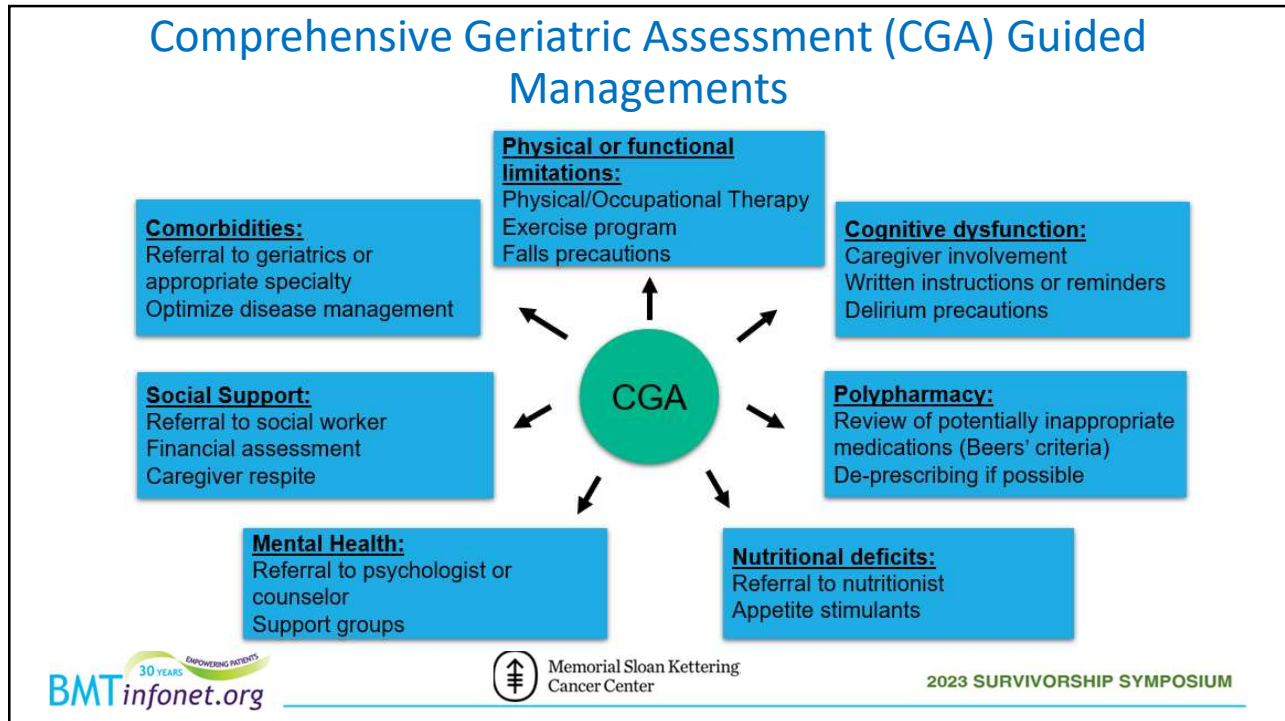 Comprehensive Geriatric Assessment (CGA) Guided
Managements
Physical or functional
limitations:
Physical/Occupational Therapy
Exercise program
Falls precautions
Comorbidities:
Referral to geriatrics or
appropriate specialty
Optimize disease management
Cognitive dysfunction:
Caregiver involvement
Written instructions or reminders
Delirium precautions
CGA
Social Support:
Referral to social worker
Financial assessment
Caregiver respite
Polypharmacy:
Review of potentially inappropriate
medications (Beers’ criteria)
De-prescribing if possible
Mental Health:
Referral to psychologist or
counselor
Support groups
Nutritional deficits:
Referral to nutritionist
Appetite stimulants
30 YEARS
EMPOWERING PATIENTS
BMTinfonet.org
Memorial Sloan Kettering
Cancer Center
2023 SURVIVORSHIP SYMPOSIUM